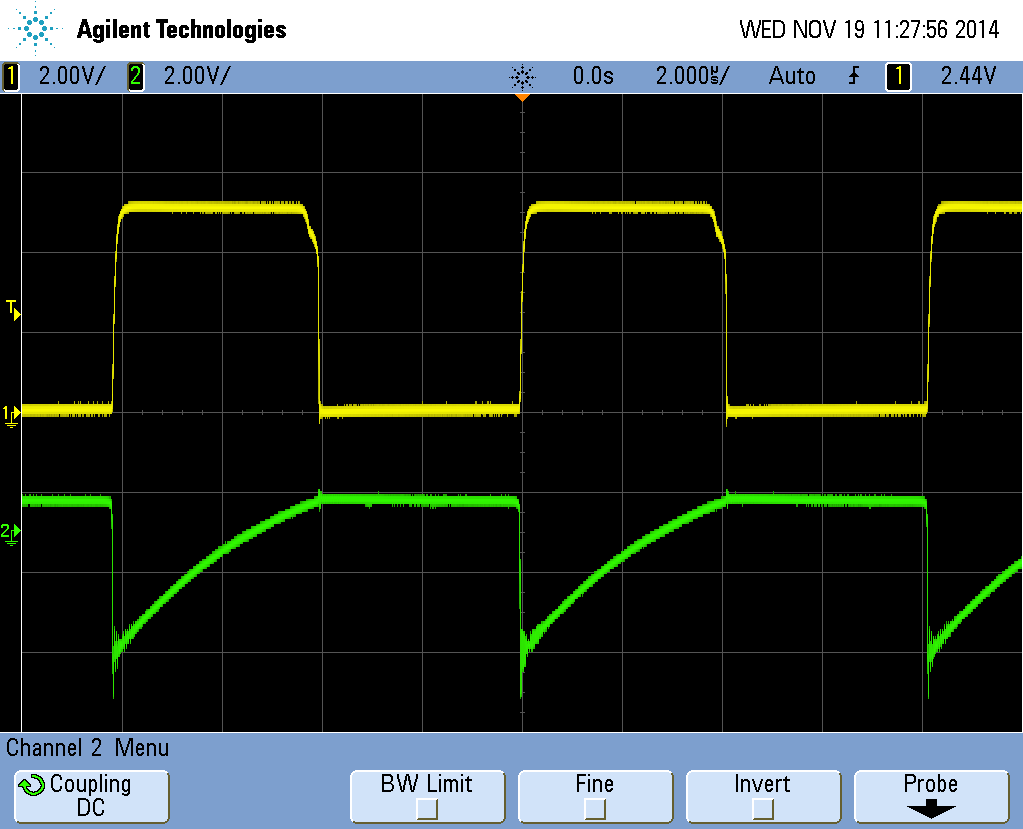 Agilent Technologies WED NOV 19 11:27:56 2014
1 2.00V/ 2 2.00V/ 0.0s 2.000µs/ Auto 1 2.44V
T
1
2
Channel 2 Menu
Coupling
DC
BW Limit
Fine
Invert
Probe